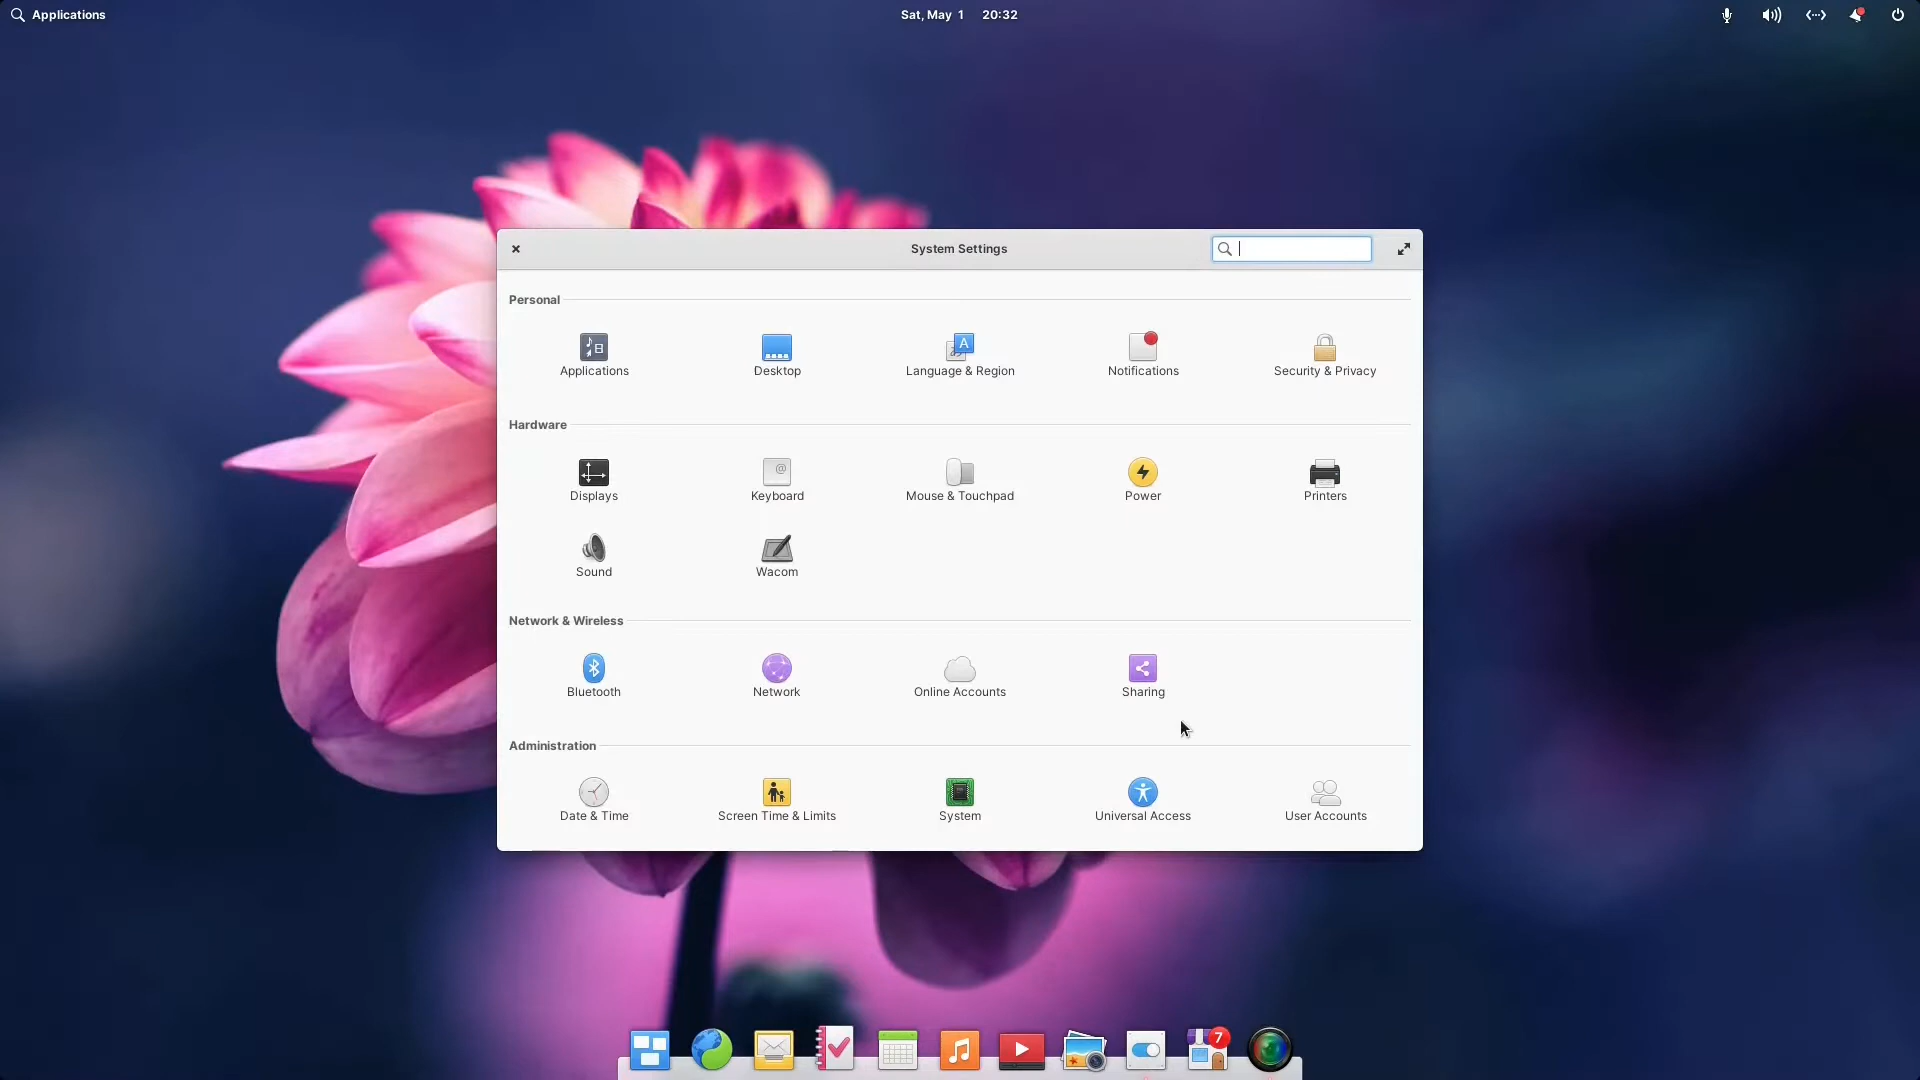 Applications
Sat, May 1 20:32
System Settings
Personal
Applications
Desktop
Language & Region
Notifications
Security & Privacy
Hardware
Displays
Keyboard
Mouse & Touchpad
Power
Printers
Sound
Wacom
Network & Wireless
Bluetooth
Network
Online Accounts
Sharing
Administration
Date & Time
Screen Time & Limits
System
Universal Access
User Accounts
7